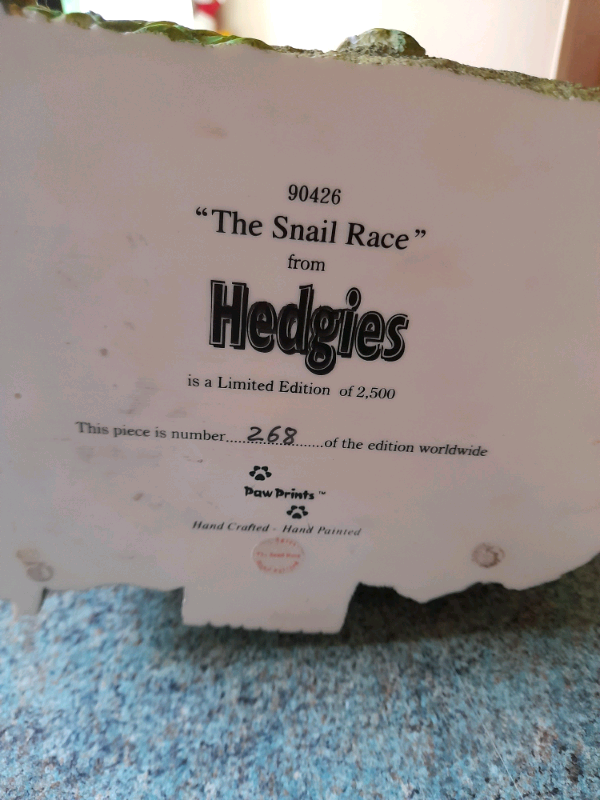 90426
“The Snail Race”
from
Hedgies
is a Limited Edition of 2,500
This piece is number......268......of the edition worldwide
Paw Prints™
Hand Crafted - Hand Painted